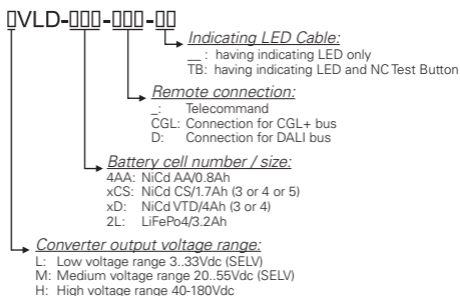 ▯VLD-▯▯▯-▯▯▯-▯▯
Indicating LED Cable:
__ : having indicating LED only
TB: having indicating LED and NC Test Button
Remote connection:
_: Telecommand
CGL: Connection for CGL+ bus
D: Connection for DALI bus
Battery cell number / size:
4AA: NiCd AA/0.8Ah
xCS: NiCd CS/1.7Ah (3 or 4 or 5)
xD: NiCd VTD/4Ah (3 or 4)
2L: LiFePo4/3.2Ah
Converter output voltage range:
L: Low voltage range 3..33Vdc (SELV)
M: Medium voltage range 20..55Vdc (SELV)
H: High voltage range 40-180Vdc